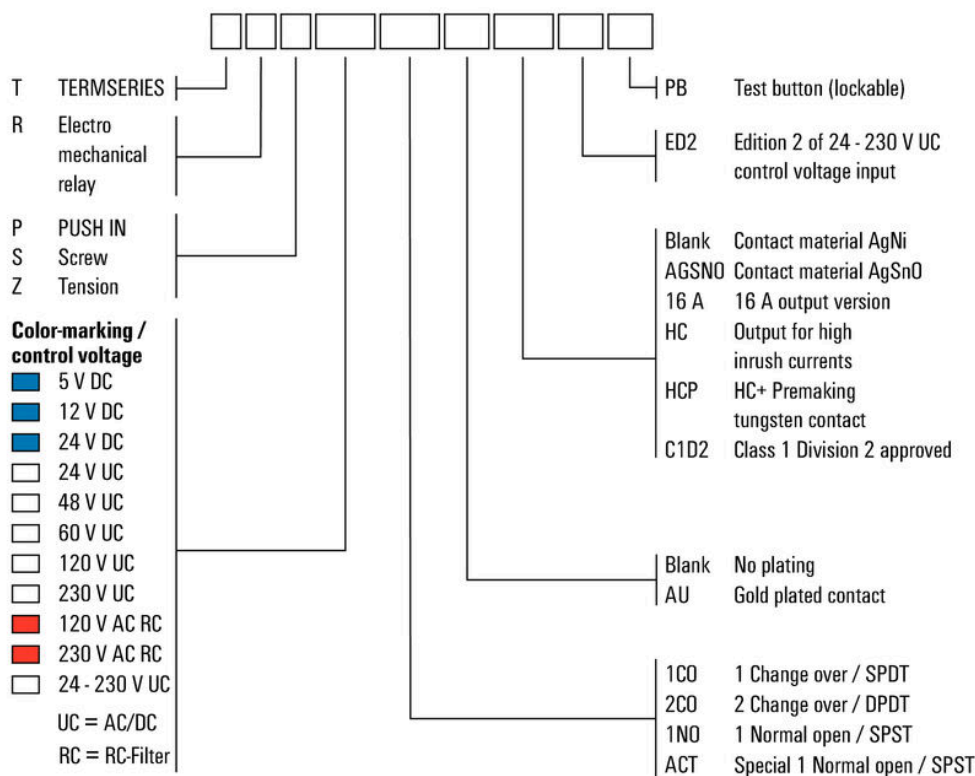 T TERMSERIES
R Electro
mechanical
relay
P PUSH IN
S Screw
Z Tension
Color-marking /
control voltage
5 V DC
12 V DC
24 V DC
24 V UC
48 V UC
60 V UC
120 V UC
230 V UC
120 V AC RC
230 V AC RC
24 - 230 V UC
UC = AC/DC
RC = RC-Filter
PB Test button (lockable)
ED2 Edition 2 of 24 - 230 V UC
control voltage input
Blank Contact material AgNi
AGSNO Contact material AgSnO
16 A 16 A output version
HC Output for high
inrush currents
HCP HC+ Premaking
tungsten contact
C1D2 Class 1 Division 2 approved
Blank No plating
AU Gold plated contact
1CO 1 Change over / SPDT
2CO 2 Change over / DPDT
1NO 1 Normal open / SPST
ACT Special 1 Normal open / SPST